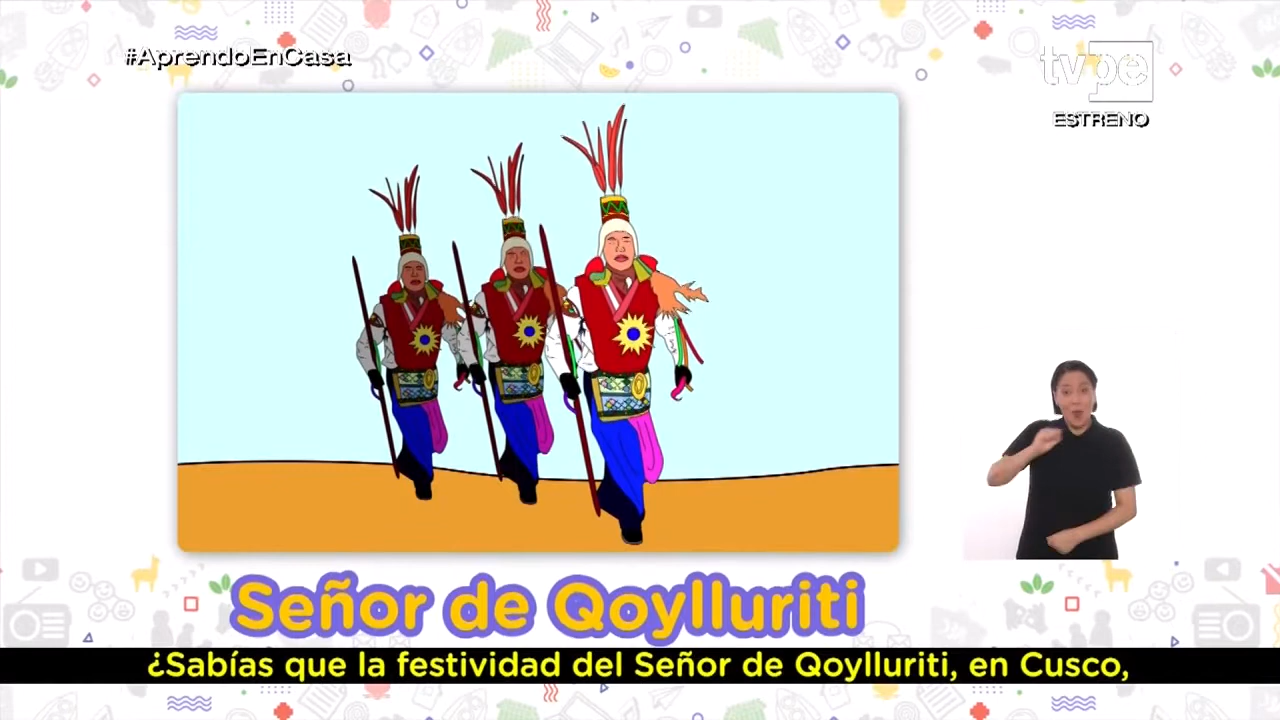 #AprendoEnCasa
tvpe
ESTRENO
Señor de Qoylluriti
¿Sabías que la festividad del Señor de Qoylluriti, en Cusco,